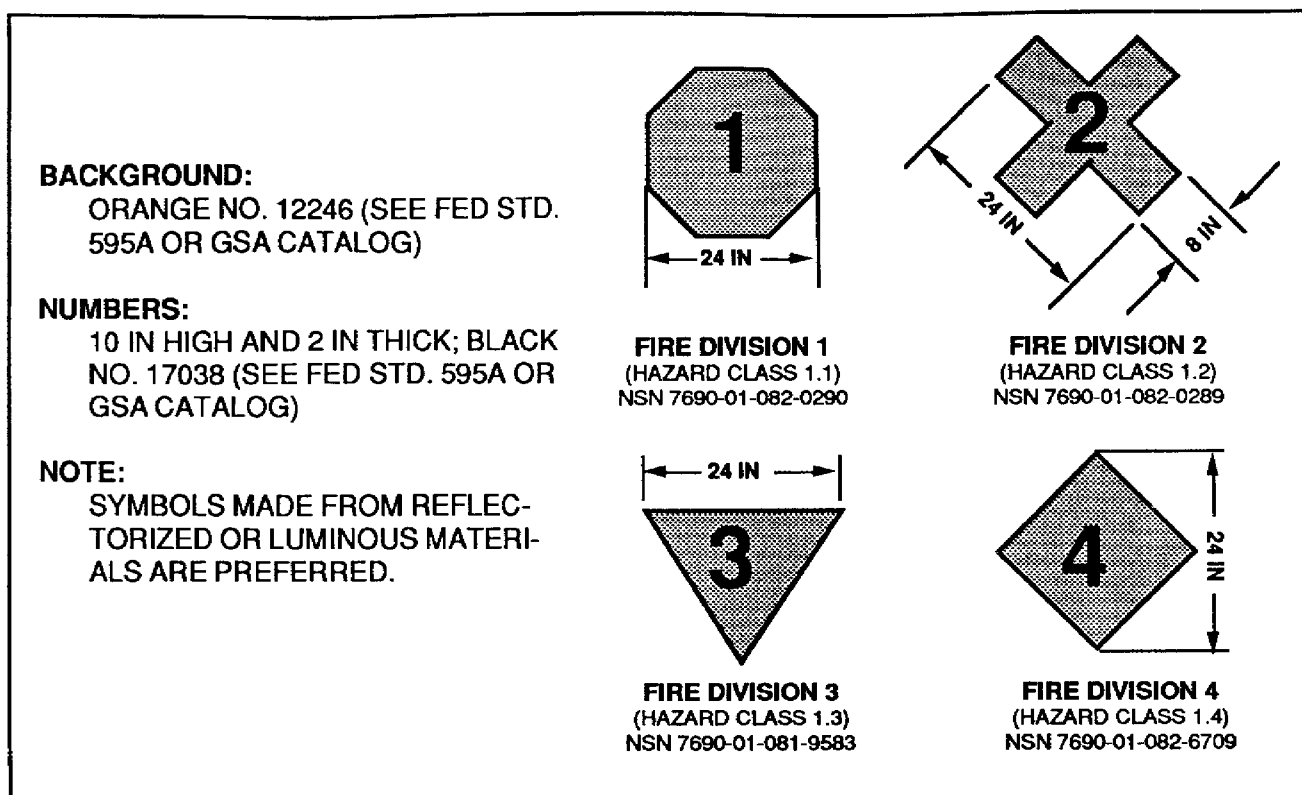 BACKGROUND:
ORANGE NO. 12246 (SEE FED STD.
595A OR GSA CATALOG)
NUMBERS:
10 IN HIGH AND 2 IN THICK; BLACK
NO. 17038 (SEE FED STD. 595A OR
GSA CATALOG)
NOTE:
SYMBOLS MADE FROM REFLEC-
TORIZED OR LUMINOUS MATERI-
ALS ARE PREFERRED.
1
24 IN
FIRE DIVISION 1
(HAZARD CLASS 1.1)
NSN 7690-01-082-0290
2
24 IN
8 IN
FIRE DIVISION 2
(HAZARD CLASS 1.2)
NSN 7690-01-082-0289
24 IN
3
FIRE DIVISION 3
(HAZARD CLASS 1.3)
NSN 7690-01-081-9583
4
24 IN
FIRE DIVISION 4
(HAZARD CLASS 1.4)
NSN 7690-01-082-6709